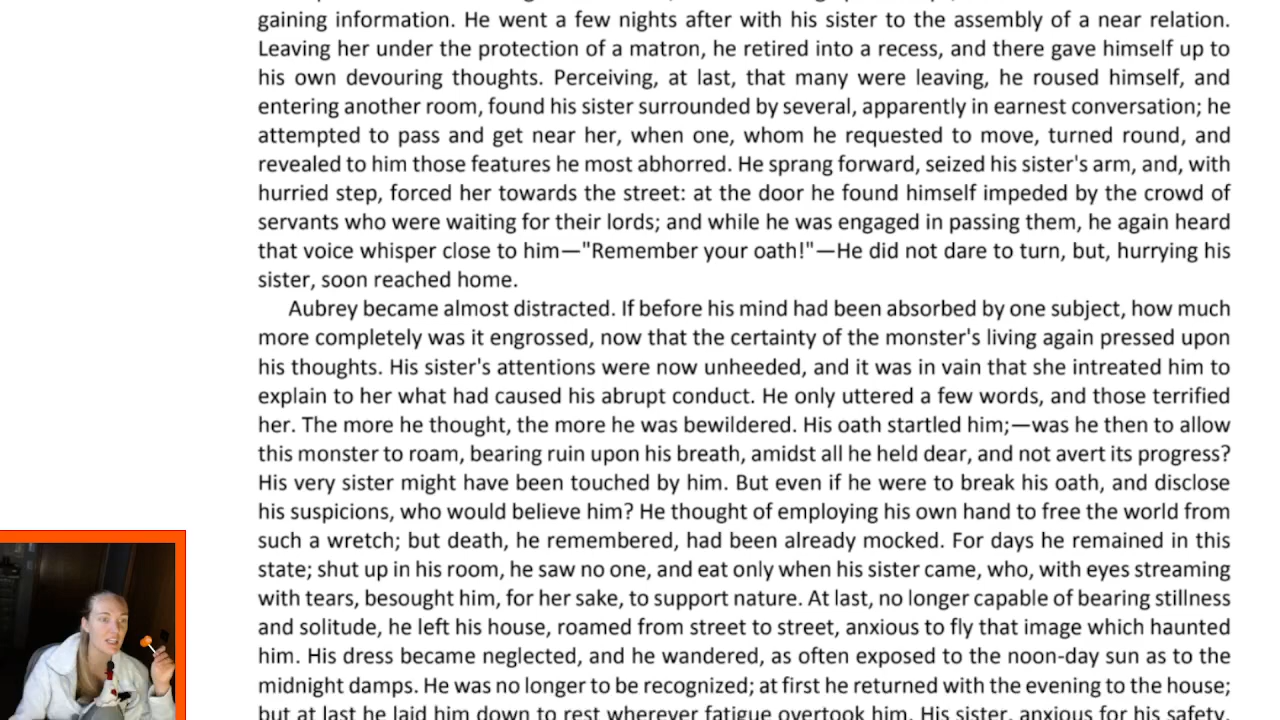 gaining information. He went a few nights after with his sister to the assembly of a near relation.
Leaving her under the protection of a matron, he retired into a recess, and there gave himself up to
his own devouring thoughts. Perceiving, at last, that many were leaving, he roused himself, and
entering another room, found his sister surrounded by several, apparently in earnest conversation; he
attempted to pass and get near her, when one, whom he requested to move, turned round, and
revealed to him those features he most abhorred. He sprang forward, seized his sister's arm, and, with
hurried step, forced her towards the street: at the door he found himself impeded by the crowd of
servants who were waiting for their lords; and while he was engaged in passing them, he again heard
that voice whisper close to him—"Remember your oath!"—He did not dare to turn, but, hurrying his
sister, soon reached home.
Aubrey became almost distracted. If before his mind had been absorbed by one subject, how much
more completely was it engrossed, now that the certainty of the monster's living again pressed upon
his thoughts. His sister's attentions were now unheeded, and it was in vain that she intreated him to
explain to her what had caused his abrupt conduct. He only uttered a few words, and those terrified
her. The more he thought, the more he was bewildered. His oath startled him;—was he then to allow
this monster to roam, bearing ruin upon his breath, amidst all he held dear, and not avert its progress?
His very sister might have been touched by him. But even if he were to break his oath, and disclose
his suspicions, who would believe him? He thought of employing his own hand to free the world from
such a wretch; but death, he remembered, had been already mocked. For days he remained in this
state; shut up in his room, he saw no one, and eat only when his sister came, who, with eyes streaming
with tears, besought him, for her sake, to support nature. At last, no longer capable of bearing stillness
and solitude, he left his house, roamed from street to street, anxious to fly that image which haunted
him. His dress became neglected, and he wandered, as often exposed to the noon-day sun as to the
midnight damps. He was no longer to be recognized; at first he returned with the evening to the house;
but at last he laid him down to rest wherever fatigue overtook him. His sister, anxious for his safety,